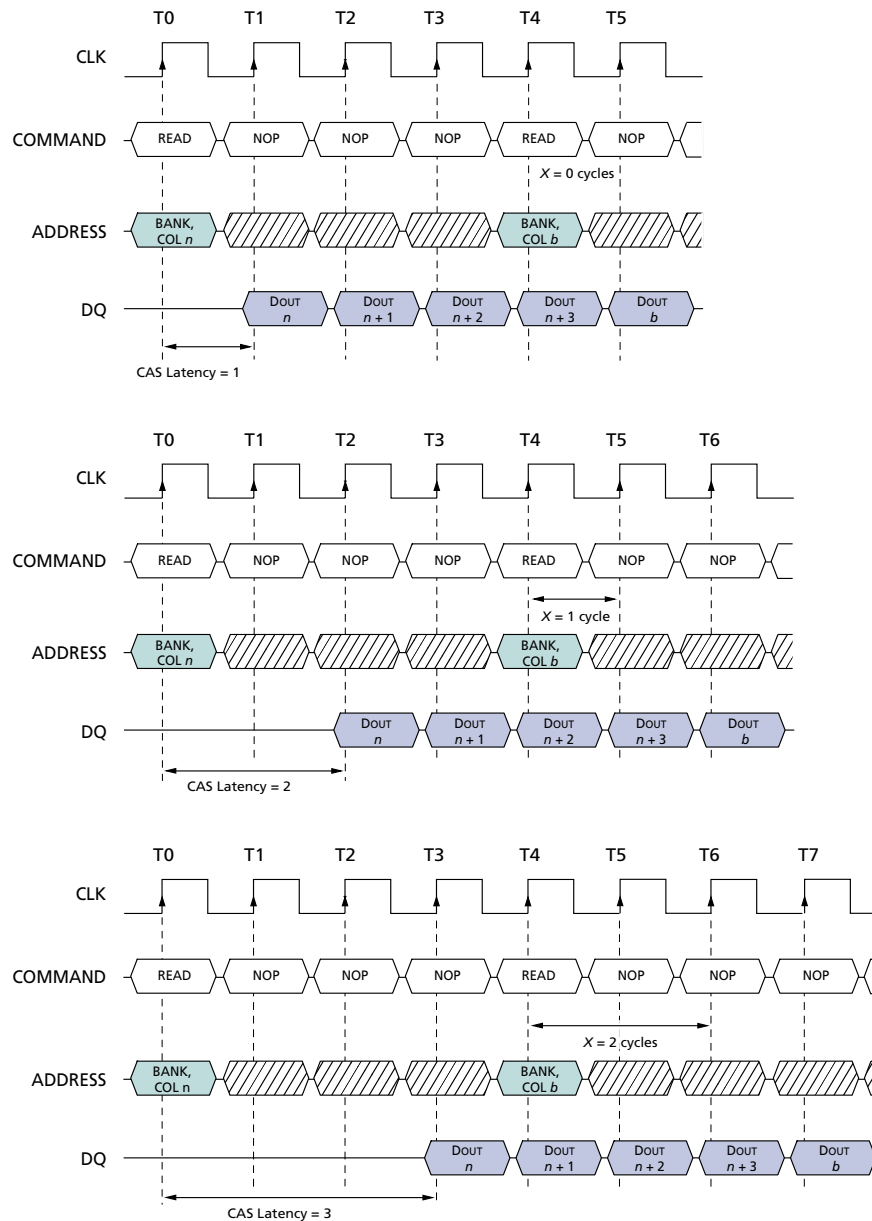 T0 T1 T2 T3 T4 T5
CLK
COMMAND READ NOP NOP NOP READ NOP
X = 0 cycles
ADDRESS BANK, COL n BANK, COL b
DQ DOUT n DOUT n + 1 DOUT n + 2 DOUT n + 3 DOUT b
CAS Latency = 1
T0 T1 T2 T3 T4 T5 T6
CLK
COMMAND READ NOP NOP NOP READ NOP NOP
X = 1 cycle
ADDRESS BANK, COL n BANK, COL b
DQ DOUT n DOUT n + 1 DOUT n + 2 DOUT n + 3 DOUT b
CAS Latency = 2
T0 T1 T2 T3 T4 T5 T6 T7
CLK
COMMAND READ NOP NOP NOP READ NOP NOP NOP
X = 2 cycles
ADDRESS BANK, COL n BANK, COL b
DQ DOUT n DOUT n + 1 DOUT n + 2 DOUT n + 3 DOUT b
CAS Latency = 3